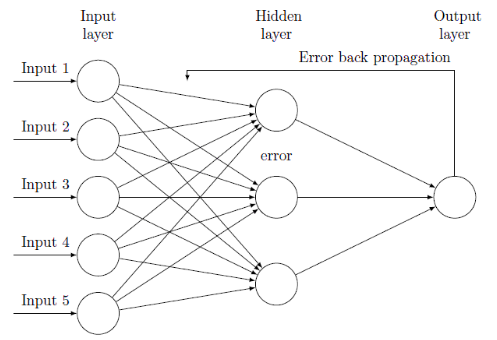 Input
layer
Hidden
layer
Output
layer
Error back propagation
Input 1
Input 2
error
Input 3
Input 4
Input 5